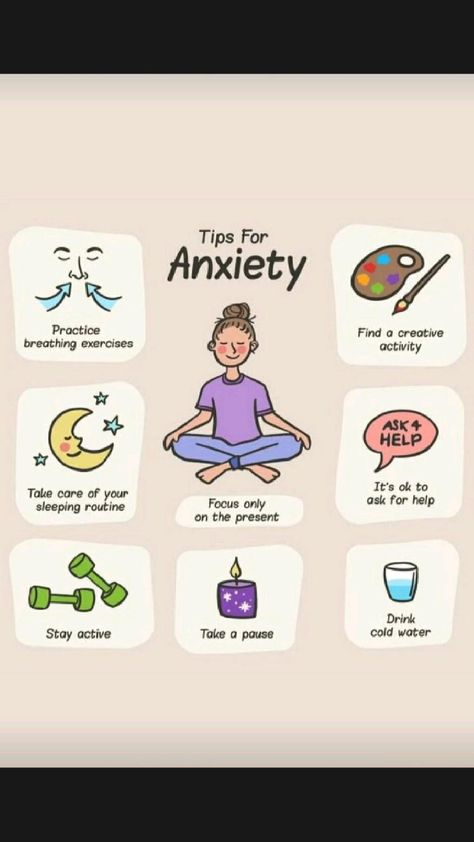 Tips For
Anxiety
Practice
breathing exercises
Find a creative
activity
Take care of your
sleeping routine
Focus only
on the present
ASK 4
HELP
It's ok to
ask for help
Stay active
Take a pause
Drink
cold water